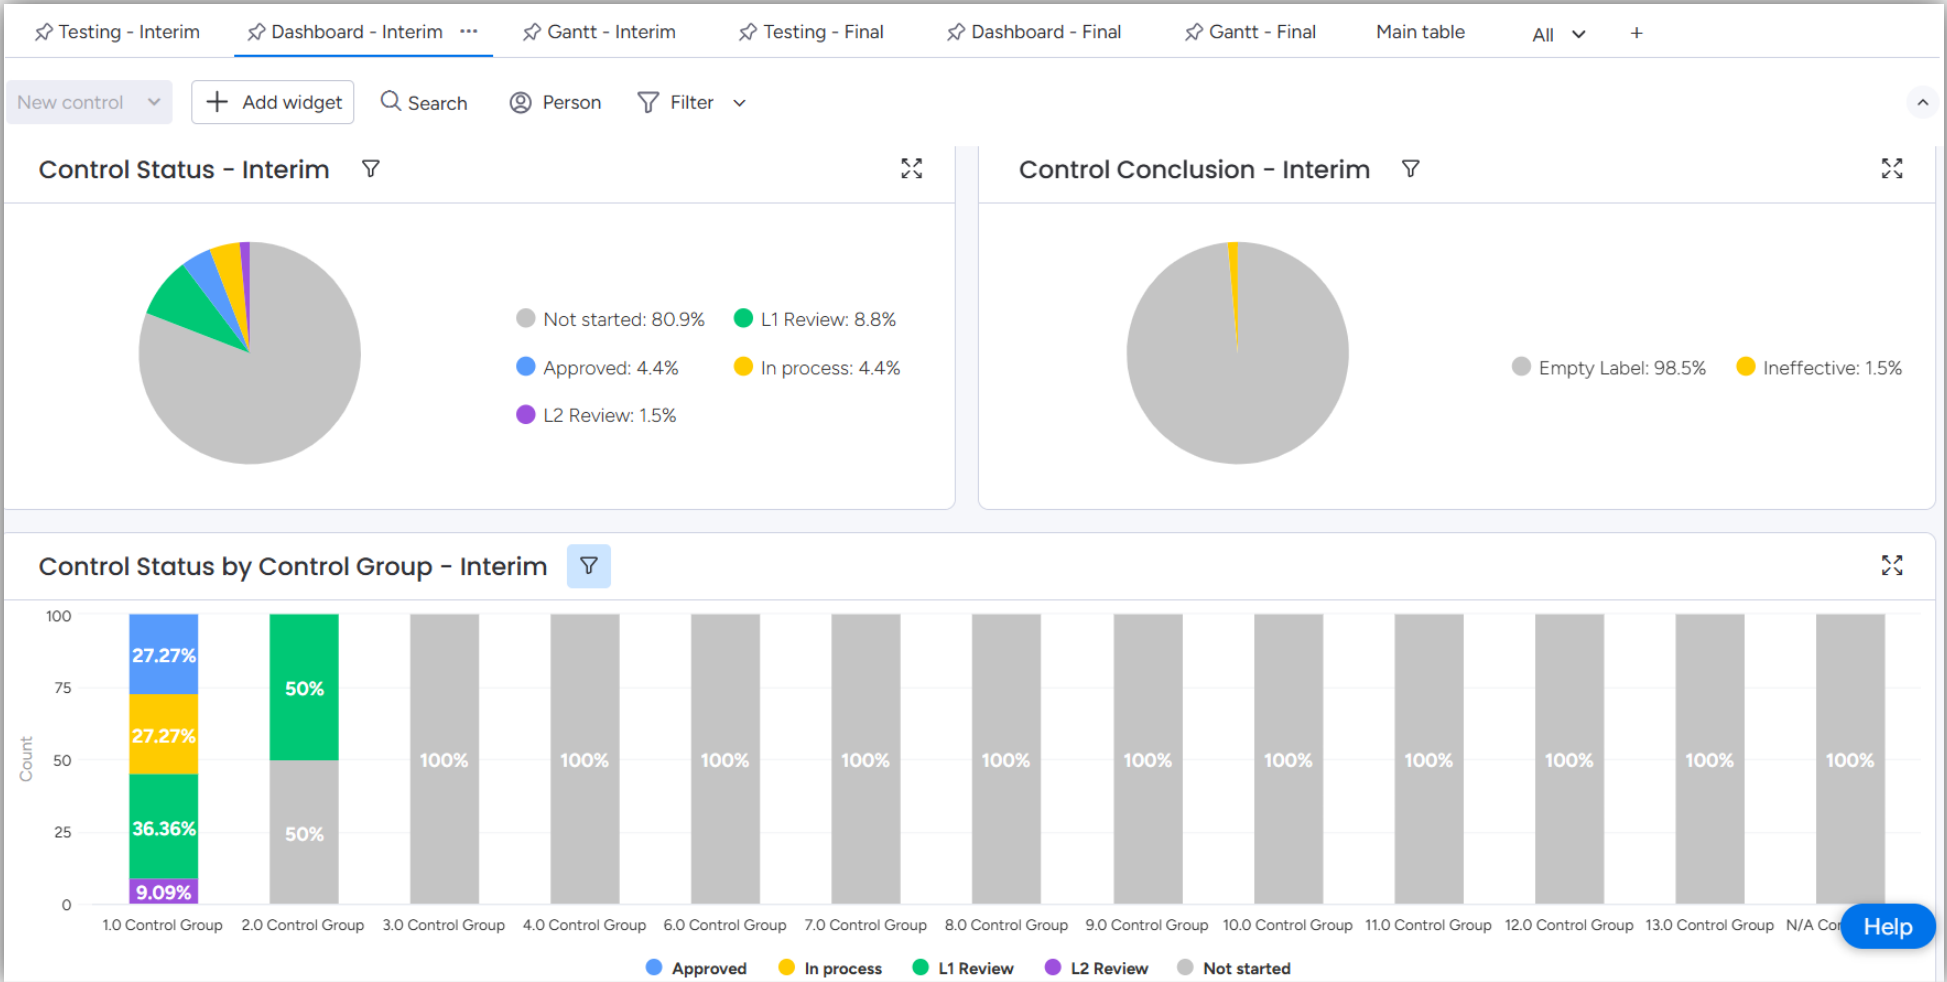 Testing - Interim
Dashboard - Interim ...
Gantt - Interim
Testing - Final
Dashboard - Final
Gantt - Final
Main table
All
+
New control
+ Add widget
Search
Person
Filter
Control Status - Interim
Not started: 80.9%
L1 Review: 8.8%
Approved: 4.4%
In process: 4.4%
L2 Review: 1.5%
Control Conclusion - Interim
Empty Label: 98.5%
Ineffective: 1.5%
Control Status by Control Group - Interim
Count
100
75
50
25
0
27.27%
27.27%
36.36%
9.09%
50%
50%
100%
100%
100%
100%
100%
100%
100%
100%
100%
100%
100%
1.0 Control Group
2.0 Control Group
3.0 Control Group
4.0 Control Group
6.0 Control Group
7.0 Control Group
8.0 Control Group
9.0 Control Group
10.0 Control Group
11.0 Control Group
12.0 Control Group
13.0 Control Group
N/A
Help
Approved
In process
L1 Review
L2 Review
Not started